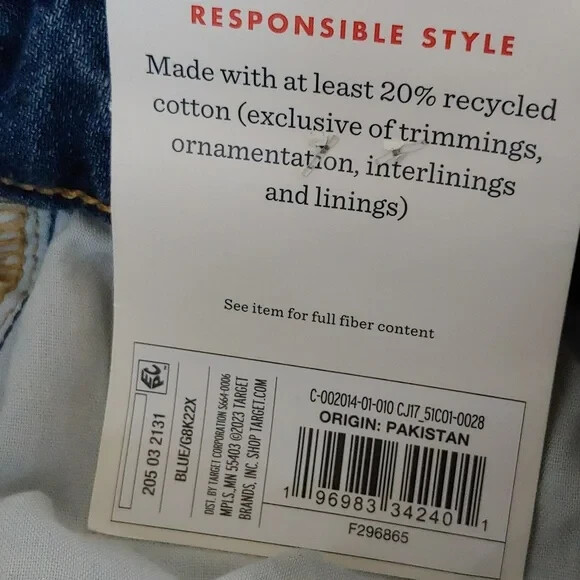 RESPONSIBLE STYLE
Made with at least 20% recycled
cotton (exclusive of trimmings,
ornamentation, interlinings
and linings)
See item for full fiber content
205 03 2131
BLUE/G8K22X
DIST. BY TARGET CORPORATION S664-0006
MPLS., MN 55403 ©2023 TARGET
BRANDS, INC. SHOP TARGET.COM
C-002014-01-010 CJ17_51C01-0028
ORIGIN: PAKISTAN
1 96983 34240 1
F296865